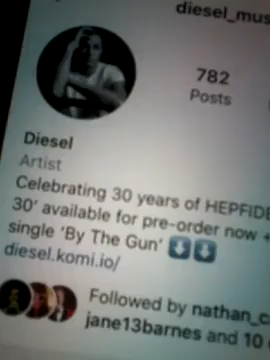 diesel_mus
782
Posts
Diesel
Artist
Celebrating 30 years of HEPFIDE
30' available for pre-order now +
single 'By The Gun' ⬇️⬇️
diesel.komi.io/
Followed by nathan_c
jane13barnes and 10